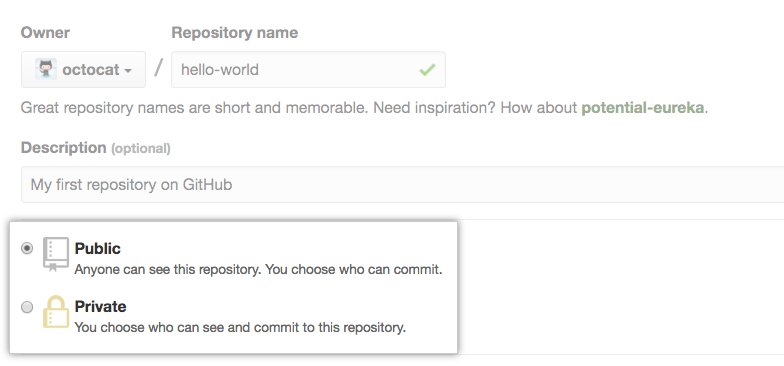 Owner Repository name
octocat / hello-world
Great repository names are short and memorable. Need inspiration? How about potential-eureka.
Description (optional)
My first repository on GitHub
Public
Anyone can see this repository. You choose who can commit.
Private
You choose who can see and commit to this repository.